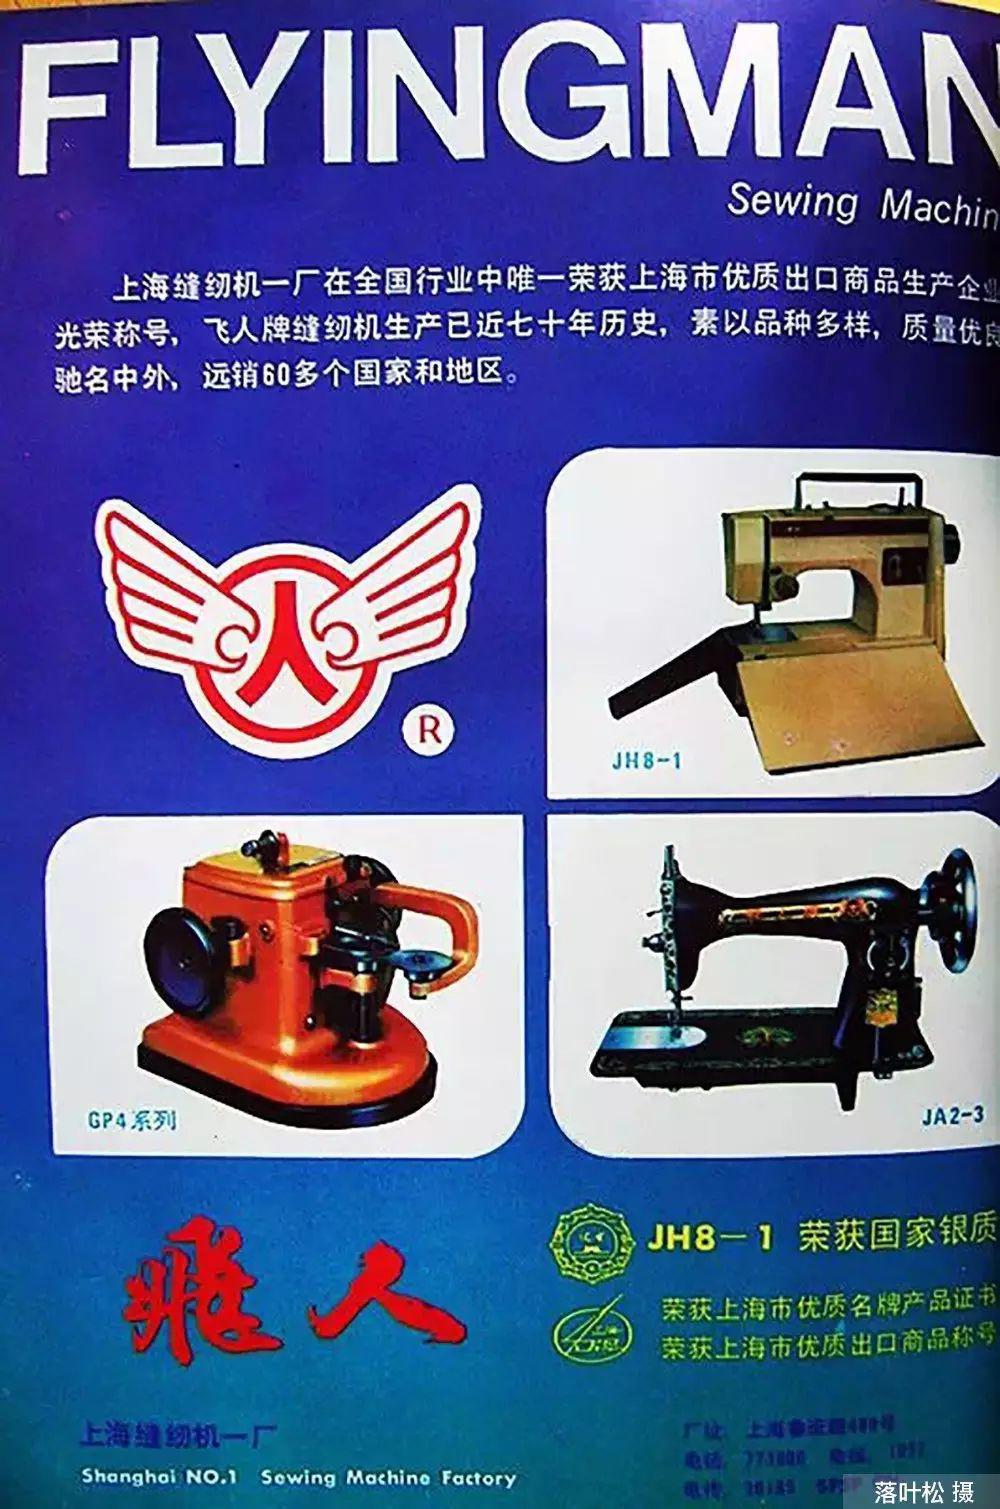 FLYINGMAN
Sewing Machin
上海缝纫机一厂在全国行业中唯一荣获上海市优质出口商品生产企业
光荣称号，飞人牌缝纫机生产已近七十年历史，素以品种多样，质量优良
驰名中外，远销60多个国家和地区。
人
R
JH8-1
GP4系列
JA2-3
飛人
JH8-1 荣获国家银质
荣获上海市优质名牌产品证书
荣获上海市优质出口商品称号
上海缝纫机一厂
Shanghai NO.1 Sewing Machine Factory
厂址 上海
电话
电传
落叶松 摄